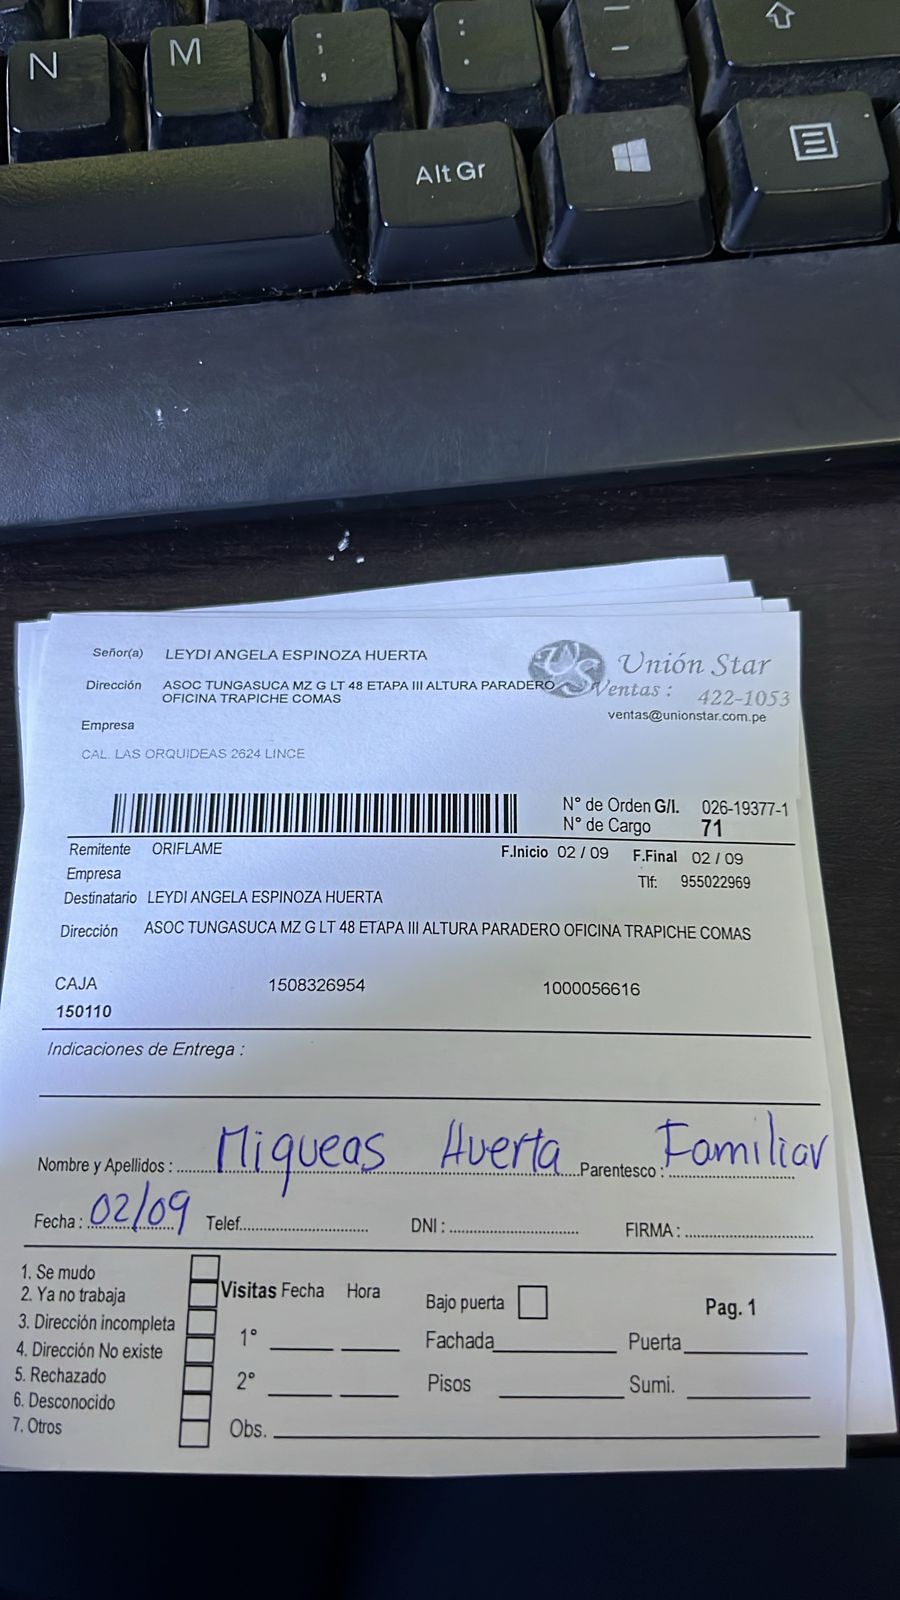 N M ; , : . _ -
Alt Gr
Señor(a) LEYDI ANGELA ESPINOZA HUERTA
Dirección ASOC TUNGASUCA MZ G LT 48 ETAPA III ALTURA PARADERO
OFICINA TRAPICHE COMAS
Empresa
CAL. LAS ORQUIDEAS 2624 LINCE
US Unión Star
Ventas : 422-1053
ventas@unionstar.com.pe
N° de Orden G/I. 026-19377-1
N° de Cargo 71
Remitente ORIFLAME F.Inicio 02 / 09 F.Final 02 / 09
Empresa Tlf: 955022969
Destinatario LEYDI ANGELA ESPINOZA HUERTA
Dirección ASOC TUNGASUCA MZ G LT 48 ETAPA III ALTURA PARADERO OFICINA TRAPICHE COMAS
CAJA 1508326954 1000056616
150110
Indicaciones de Entrega :
Nombre y Apellidos : Miqueas Huerta Parentesco : Familiar
Fecha : 02/09 Telef. DNI : FIRMA :
1. Se mudo
2. Ya no trabaja
3. Dirección incompleta
4. Dirección No existe
5. Rechazado
6. Desconocido
7. Otros
Visitas Fecha Hora
1°
2°
Obs.
Bajo puerta Pag. 1
Fachada Puerta
Pisos Sumi.